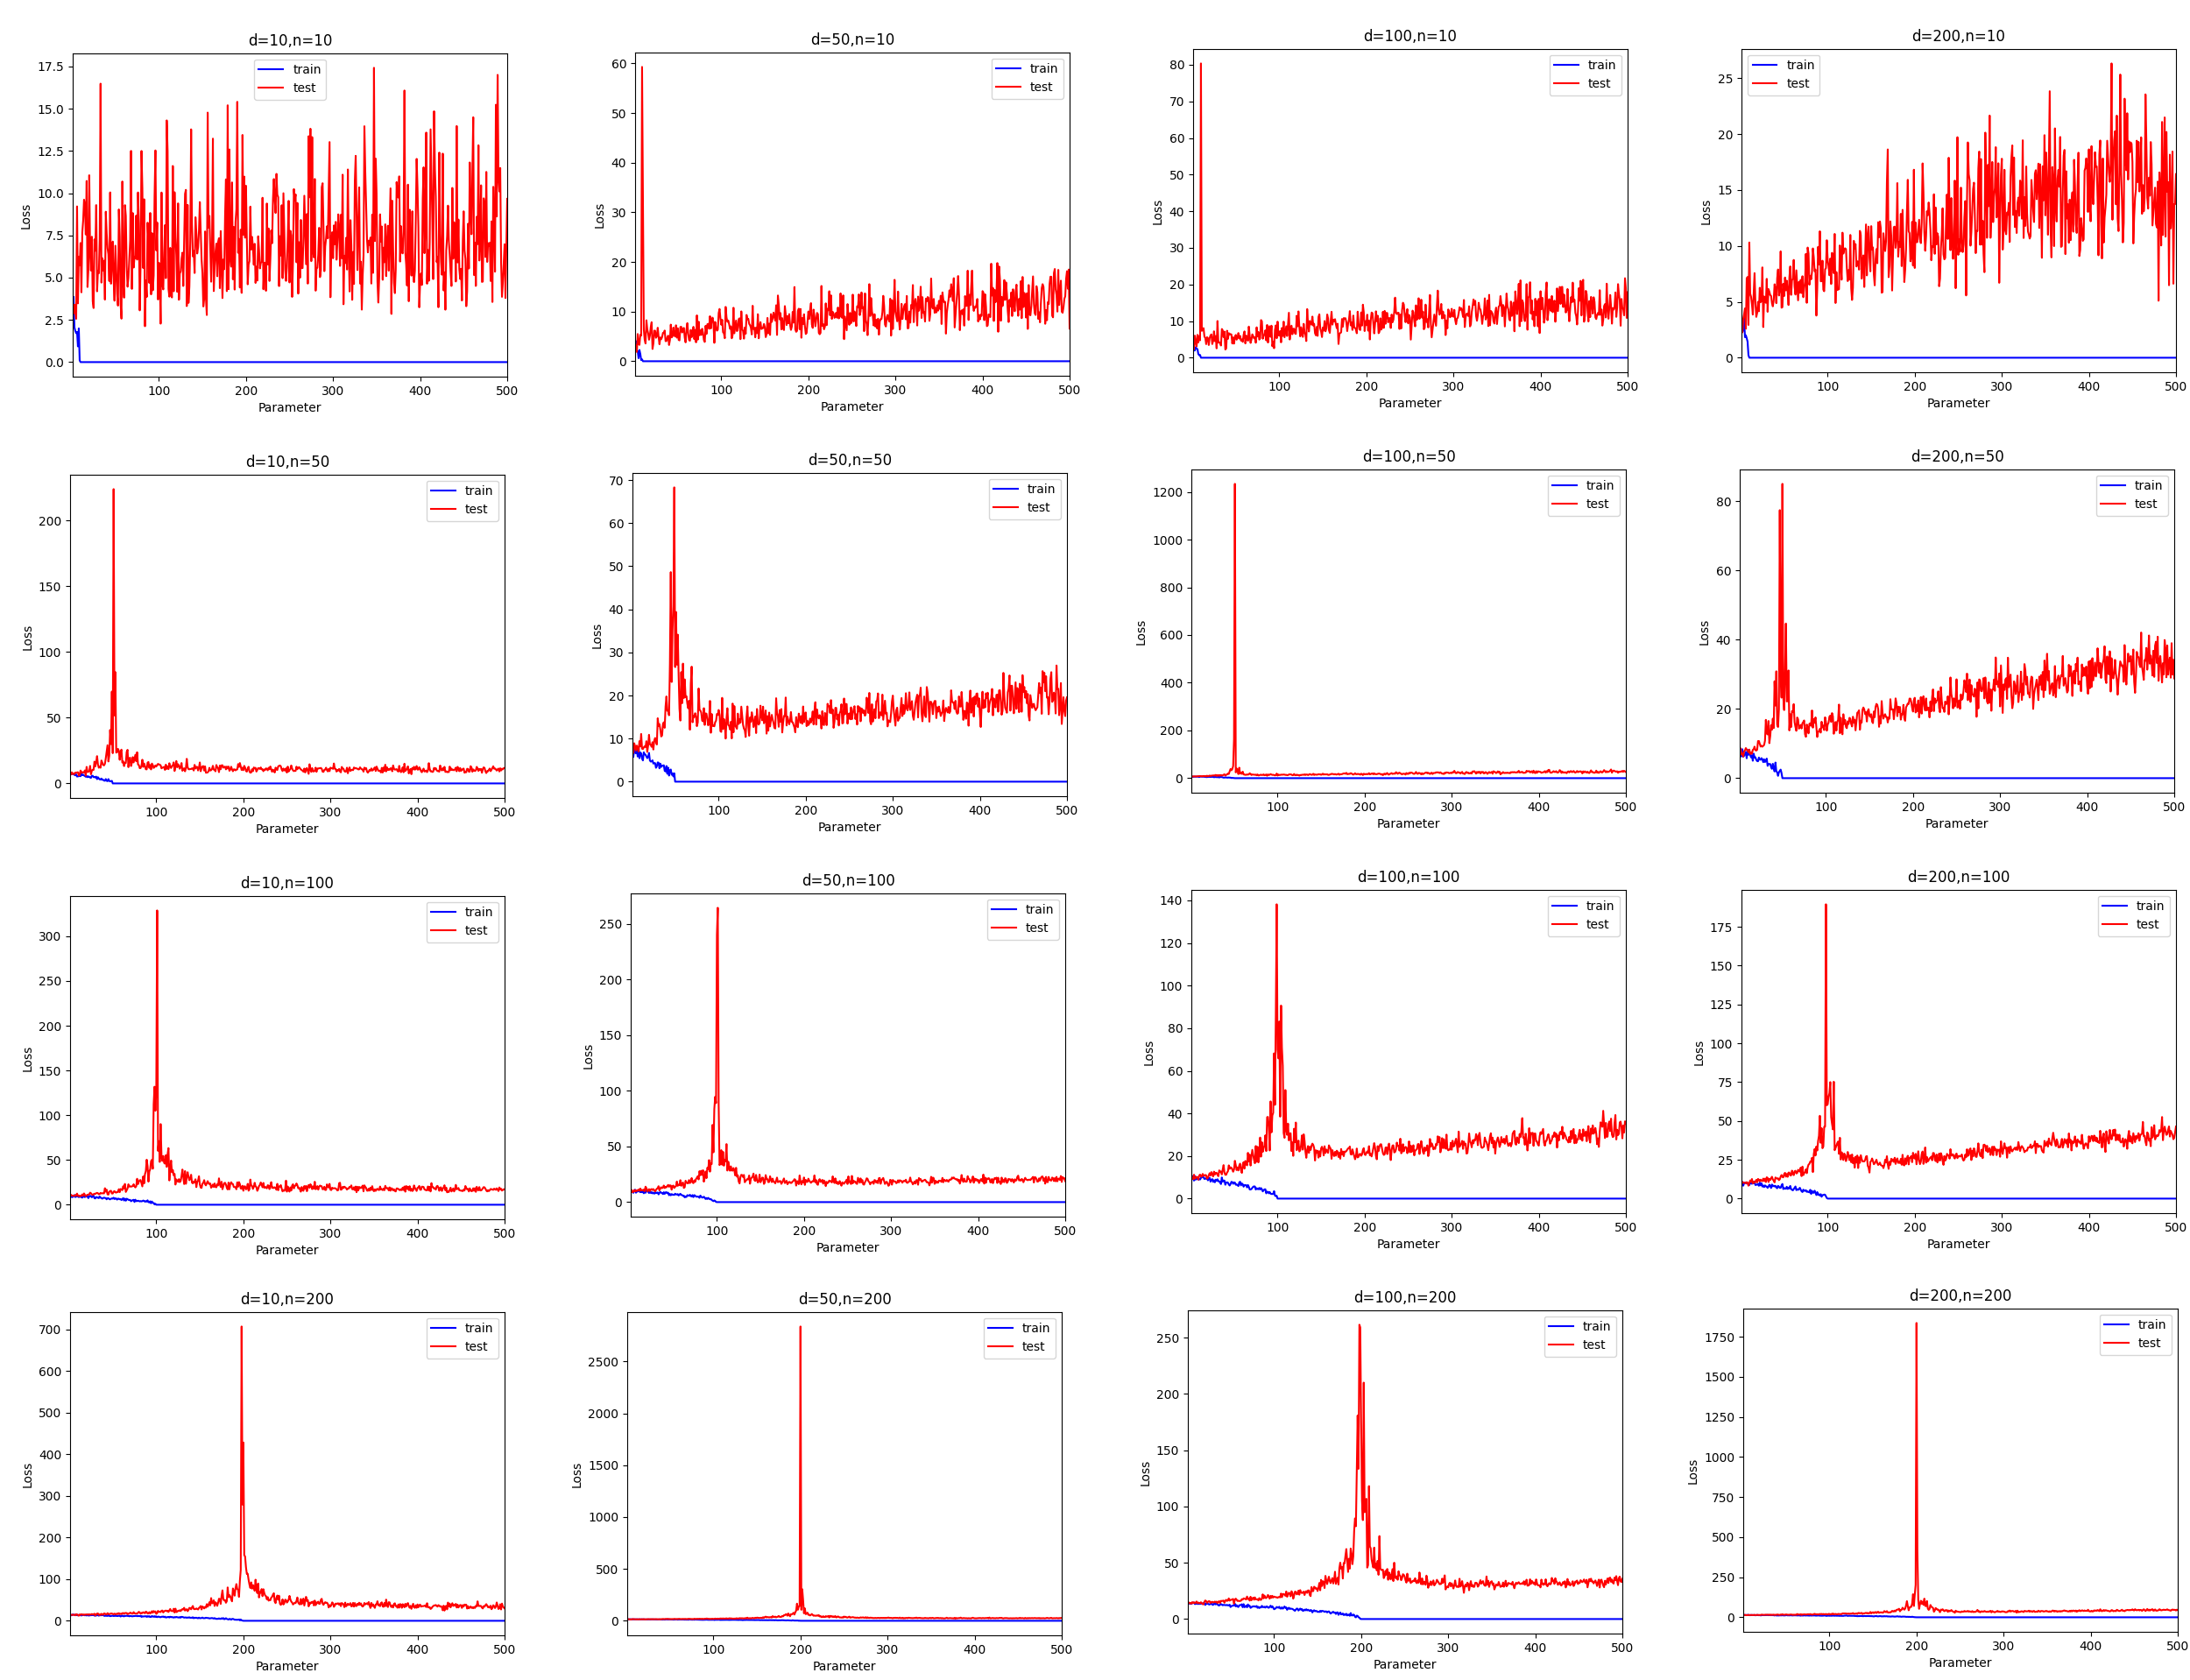 d=10,n=10
train
test
17.5
15.0
12.5
10.0
7.5
5.0
2.5
0.0
Loss
100 200 300 400 500
Parameter
d=50,n=10
train
test
60
50
40
30
20
10
0
Loss
100 200 300 400 500
Parameter
d=100,n=10
train
test
80
70
60
50
40
30
20
10
0
Loss
100 200 300 400 500
Parameter
d=200,n=10
train
test
25
20
15
10
5
0
Loss
100 200 300 400 500
Parameter
d=10,n=50
train
test
200
150
100
50
0
Loss
100 200 300 400 500
Parameter
d=50,n=50
train
test
70
60
50
40
30
20
10
0
Loss
100 200 300 400 500
Parameter
d=100,n=50
train
test
1200
1000
800
600
400
200
0
Loss
100 200 300 400 500
Parameter
d=200,n=50
train
test
80
60
40
20
0
Loss
100 200 300 400 500
Parameter
d=10,n=100
train
test
300
250
200
150
100
50
0
Loss
100 200 300 400 500
Parameter
d=50,n=100
train
test
250
200
150
100
50
0
Loss
100 200 300 400 500
Parameter
d=100,n=100
train
test
140
120
100
80
60
40
20
0
Loss
100 200 300 400 500
Parameter
d=200,n=100
train
test
175
150
125
100
75
50
25
0
Loss
100 200 300 400 500
Parameter
d=10,n=200
train
test
700
600
500
400
300
200
100
0
Loss
100 200 300 400 500
Parameter
d=50,n=200
train
test
2500
2000
1500
1000
500
0
Loss
100 200 300 400 500
Parameter
d=100,n=200
train
test
250
200
150
100
50
0
Loss
100 200 300 400 500
Parameter
d=200,n=200
train
test
1750
1500
1250
1000
750
500
250
0
Loss
100 200 300 400 500
Parameter